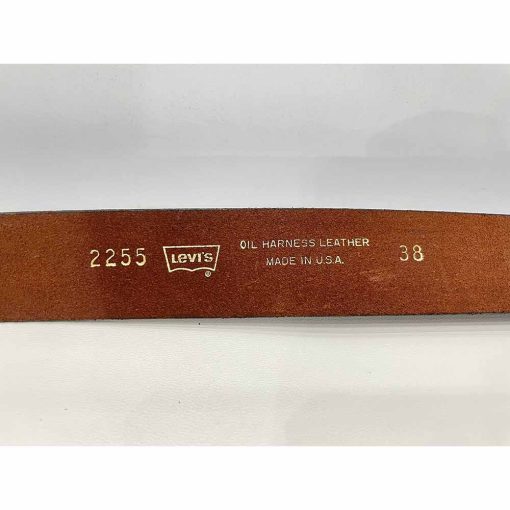 2255 Levi's ® OIL HARNESS LEATHER 38
MADE IN U.S.A.